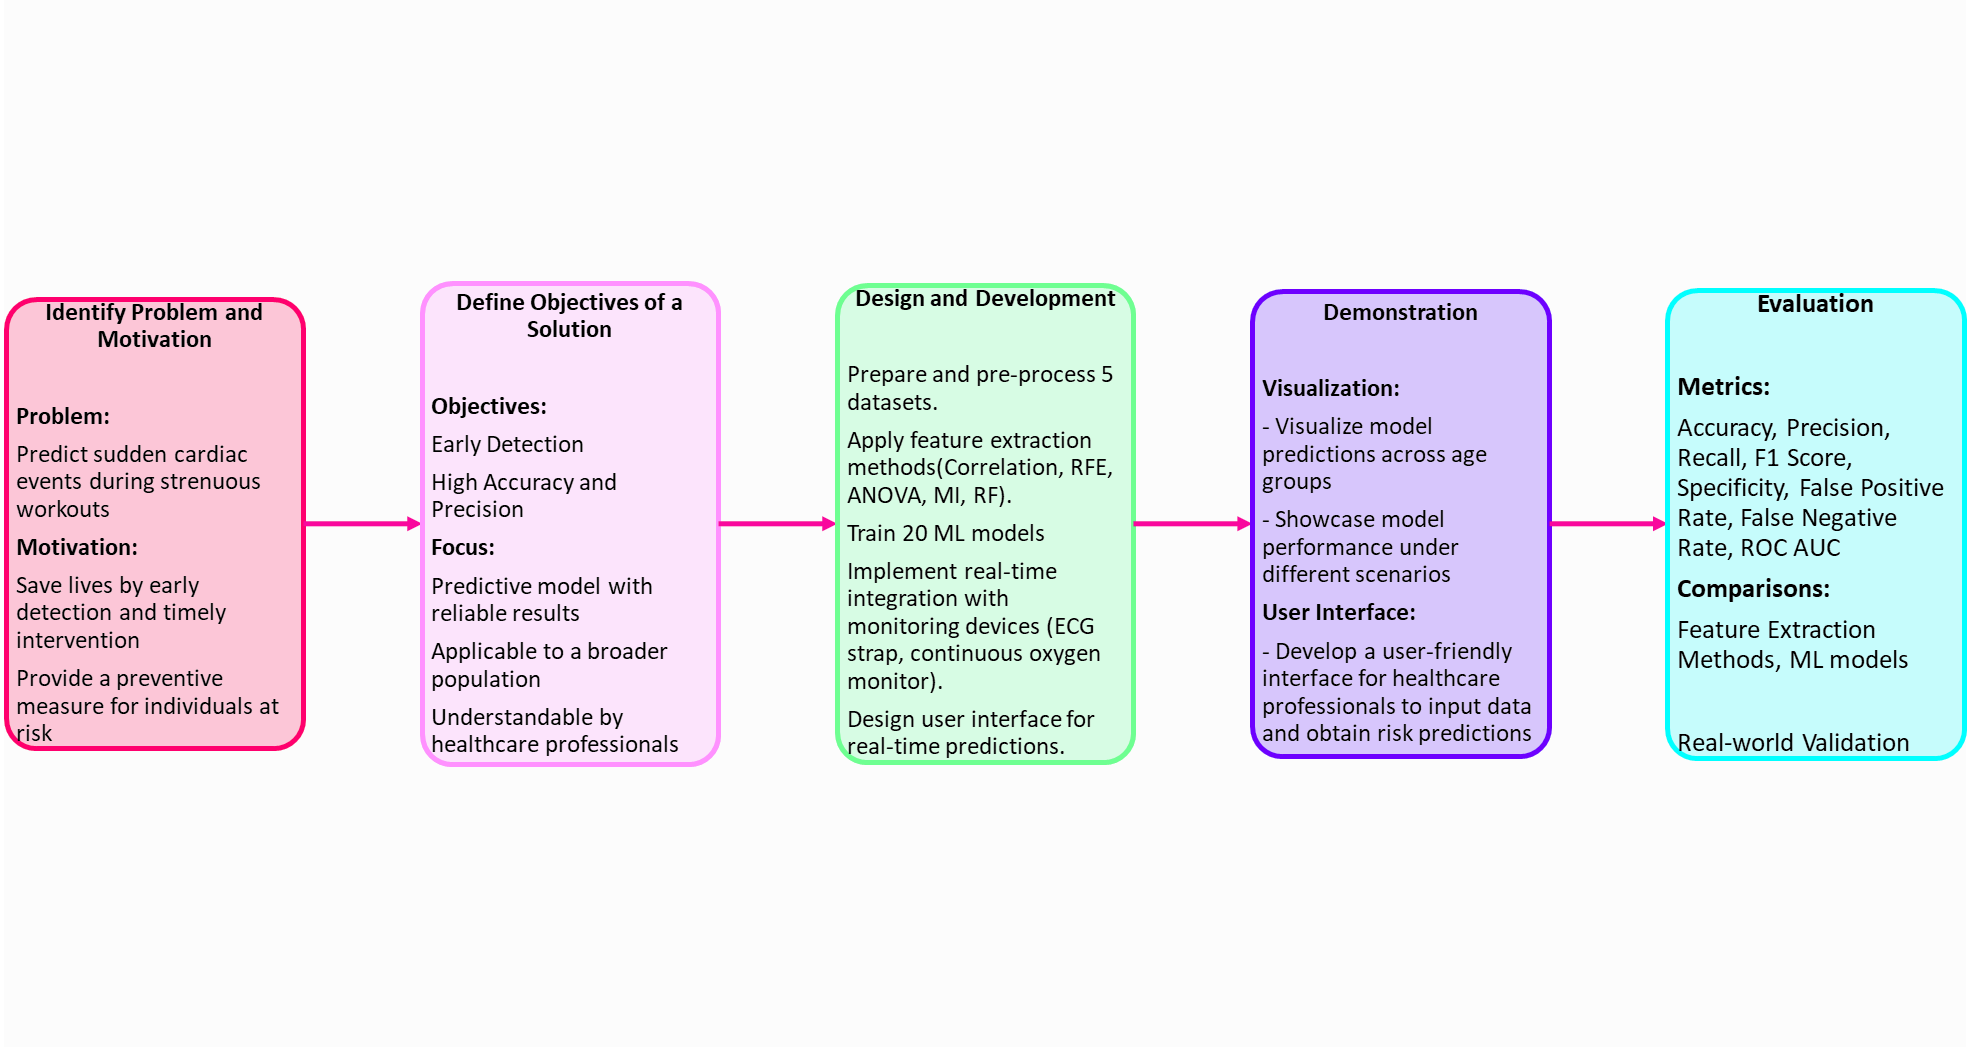 Identify Problem and
Motivation
Problem:
Predict sudden cardiac
events during strenuous
workouts
Motivation:
Save lives by early
detection and timely
intervention
Provide a preventive
measure for individuals at
risk
Define Objectives of a
Solution
Objectives:
Early Detection
High Accuracy and
Precision
Focus:
Predictive model with
reliable results
Applicable to a broader
population
Understandable by
healthcare professionals
Design and Development
Prepare and pre-process 5
datasets.
Apply feature extraction
methods(Correlation, RFE,
ANOVA, MI, RF).
Train 20 ML models
Implement real-time
integration with
monitoring devices (ECG
strap, continuous oxygen
monitor).
Design user interface for
real-time predictions.
Demonstration
Visualization:
- Visualize model
predictions across age
groups
- Showcase model
performance under
different scenarios
User Interface:
- Develop a user-friendly
interface for healthcare
professionals to input data
and obtain risk predictions
Evaluation
Metrics:
Accuracy, Precision,
Recall, F1 Score,
Specificity, False Positive
Rate, False Negative
Rate, ROC AUC
Comparisons:
Feature Extraction
Methods, ML models
Real-world Validation